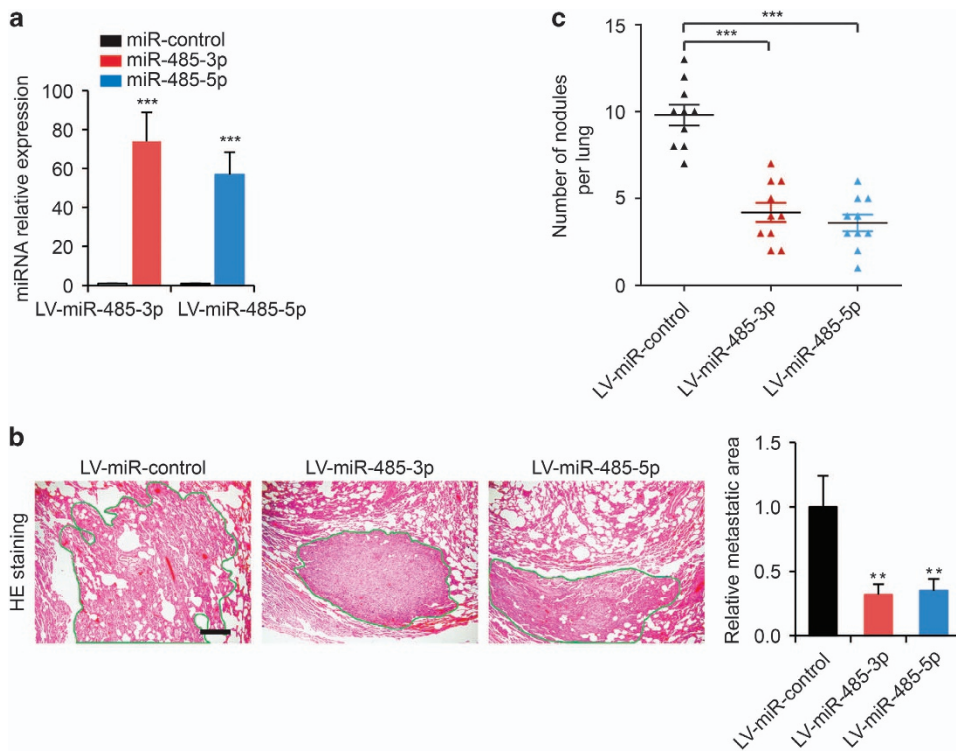 a
miR-control
miR-485-3p
miR-485-5p
miRNA relative expression
100
80
60
40
20
0
***
***
LV-miR-485-3p
LV-miR-485-5p
c
Number of nodules
per lung
15
10
5
0
***
***
LV-miR-control
LV-miR-485-3p
LV-miR-485-5p
b
HE staining
LV-miR-control
LV-miR-485-3p
LV-miR-485-5p
Relative metastatic area
1.5
1.0
0.5
0.0
**
**
LV-miR-control
LV-miR-485-3p
LV-miR-485-5p